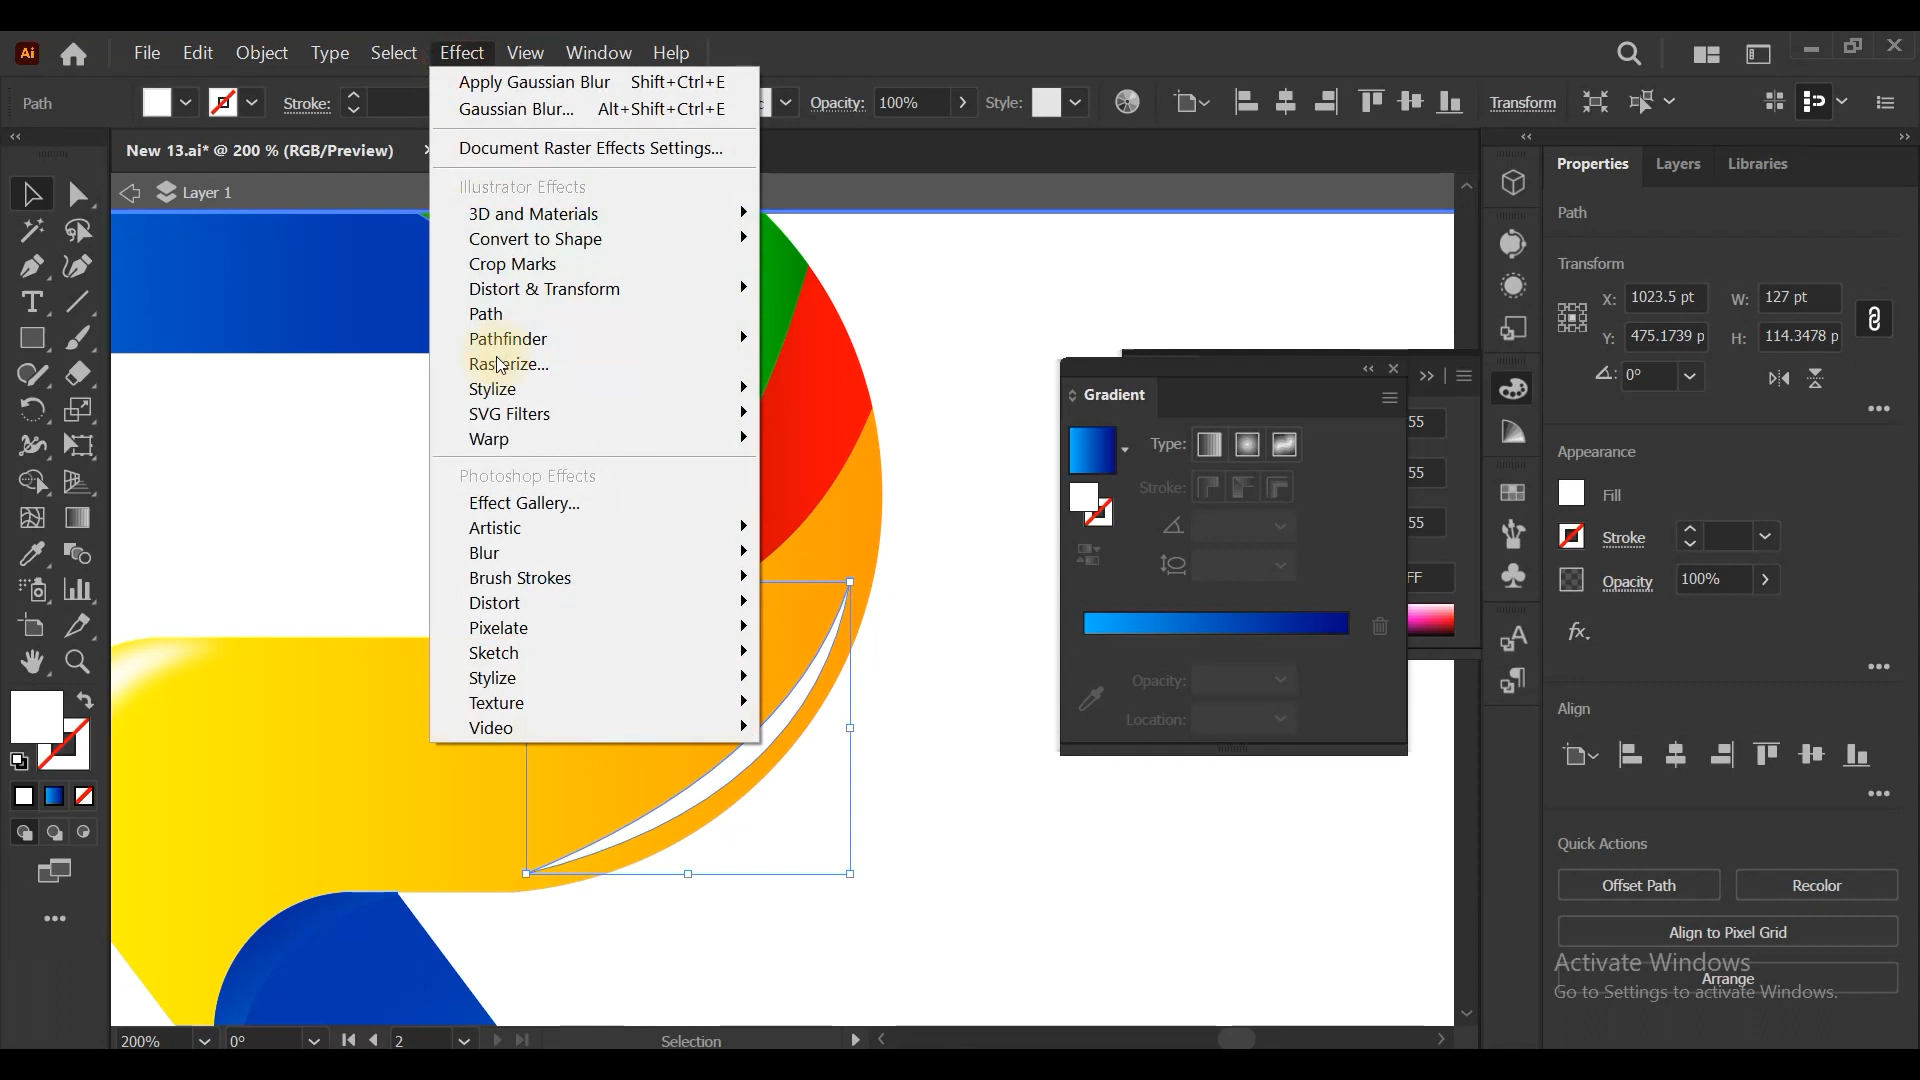 Ai File Edit Object Type Select Effect View Window Help
Path Stroke: Opacity: 100% Style: Transform
New 13.ai* @ 200 % (RGB/Preview)
Layer 1
Apply Gaussian Blur Shift+Ctrl+E
Gaussian Blur... Alt+Shift+Ctrl+E
Document Raster Effects Settings...
Illustrator Effects
3D and Materials
Convert to Shape
Crop Marks
Distort & Transform
Path
Pathfinder
Rasterize...
Stylize
SVG Filters
Warp
Photoshop Effects
Effect Gallery...
Artistic
Blur
Brush Strokes
Distort
Pixelate
Sketch
Stylize
Texture
Video
Gradient
Type:
Stroke:
Opacity:
Location:
55
55
55
FF
Properties Layers Libraries
Path
Transform
X: 1023.5 pt W: 127 pt
Y: 475.1739 p H: 114.3478 p
0°
Appearance
Fill
Stroke
Opacity 100%
fx.
Align
Quick Actions
Offset Path Recolor
Align to Pixel Grid
Arrange
Activate Windows
Go to Settings to activate Windows.
200% 0° 2 Selection